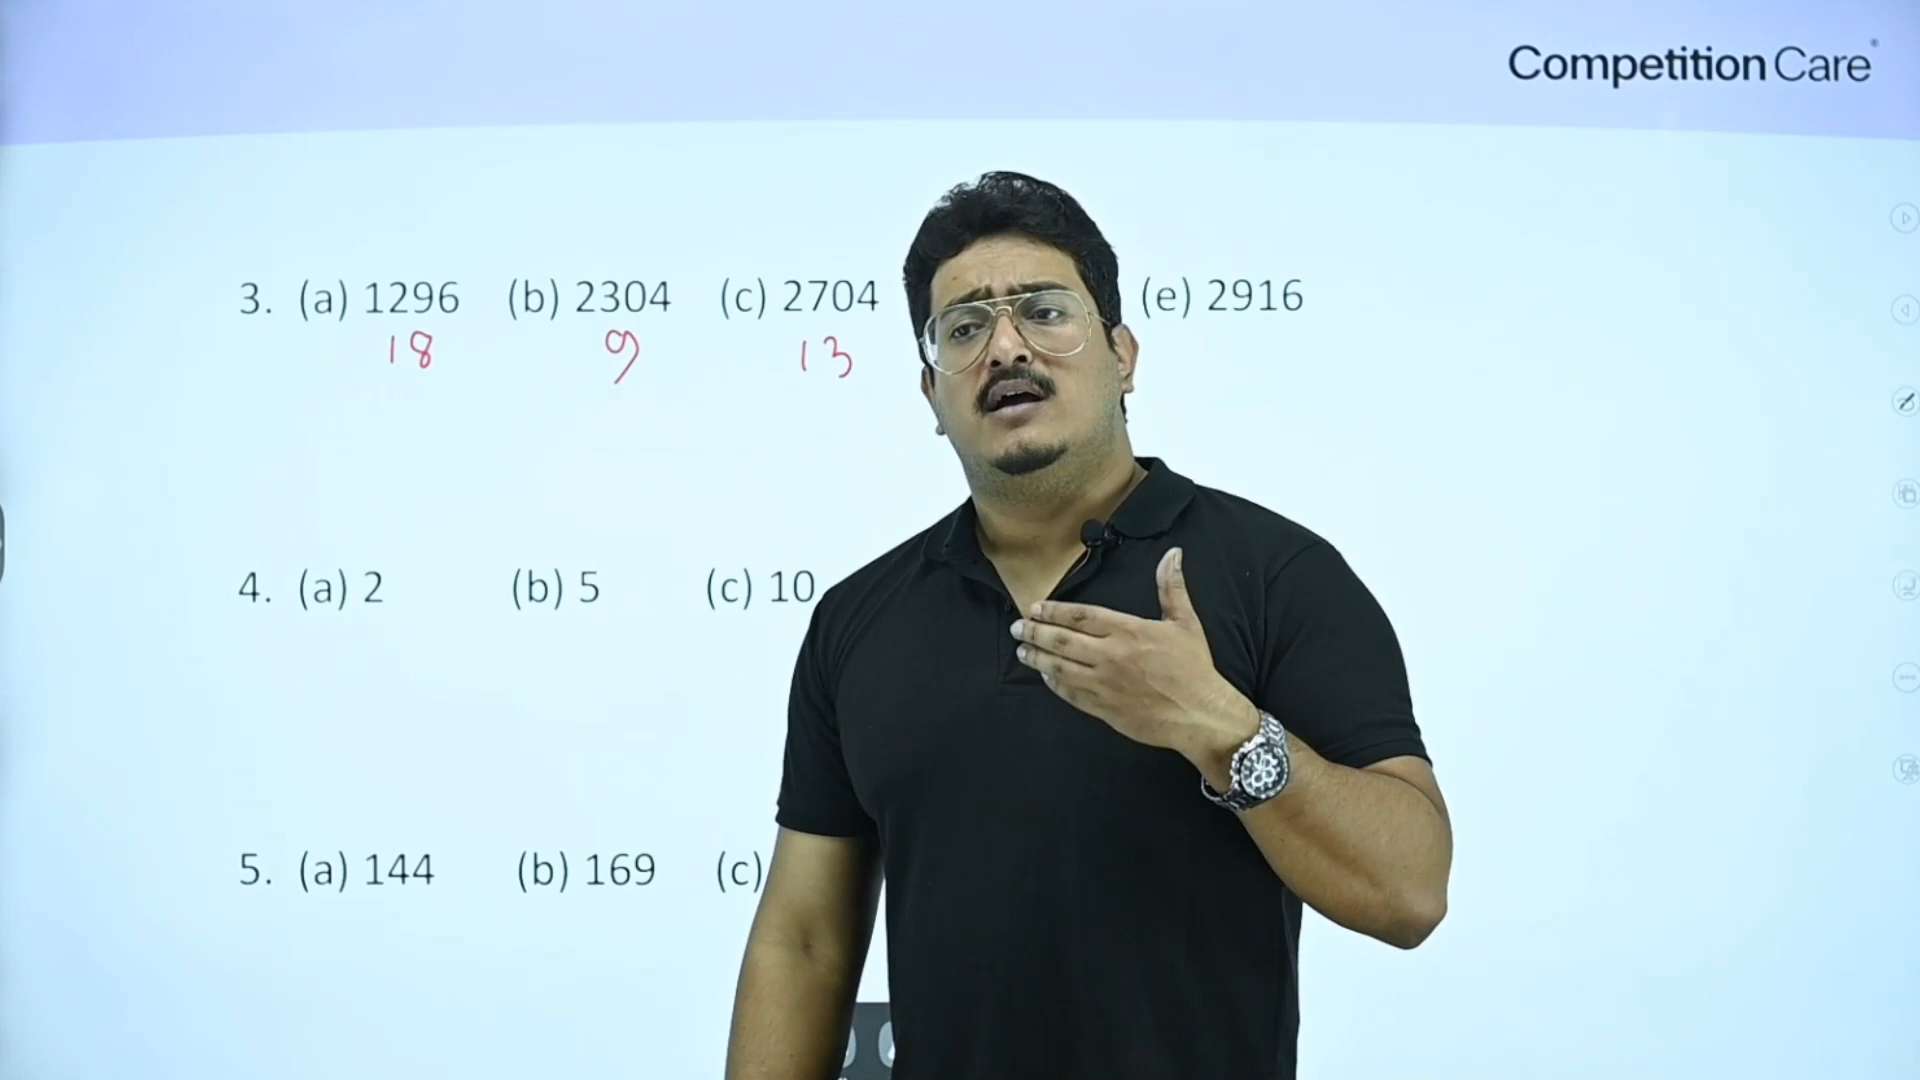 Competition Care
3. (a) 1296 (b) 2304 (c) 2704 (e) 2916
18 9 13
4. (a) 2 (b) 5 (c) 10
5. (a) 144 (b) 169 (c)